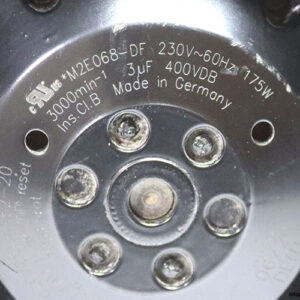 *M2E068-DF 230V~60Hz 175W
3000min-1 3µF 400VDB
Ins.Cl.B Made in Germany